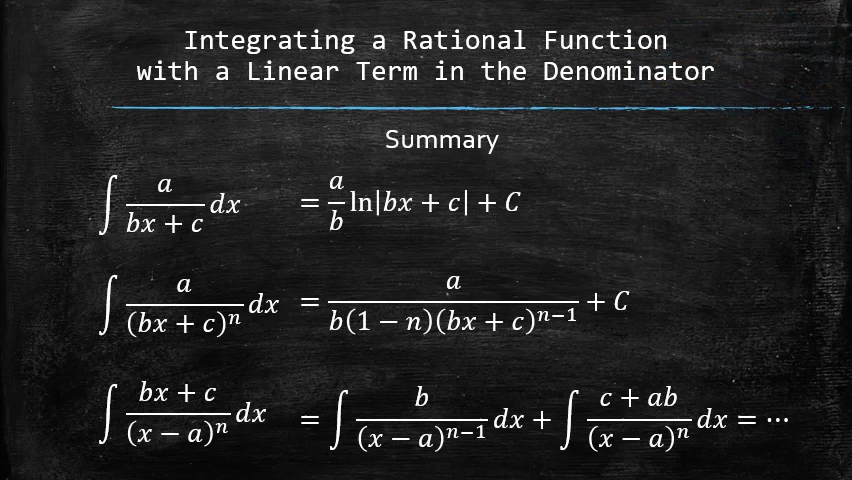 Integrating a Rational Function
with a Linear Term in the Denominator
Summary
∫ a/(bx + c) dx = a/b ln|bx + c| + C
∫ a/(bx + c)ⁿ dx = a/(b(1 − n)(bx + c)ⁿ⁻¹) + C
∫ (bx + c)/(x − a)ⁿ dx = ∫ b/(x − a)ⁿ⁻¹ dx + ∫ (c + ab)/(x − a)ⁿ dx = ⋯